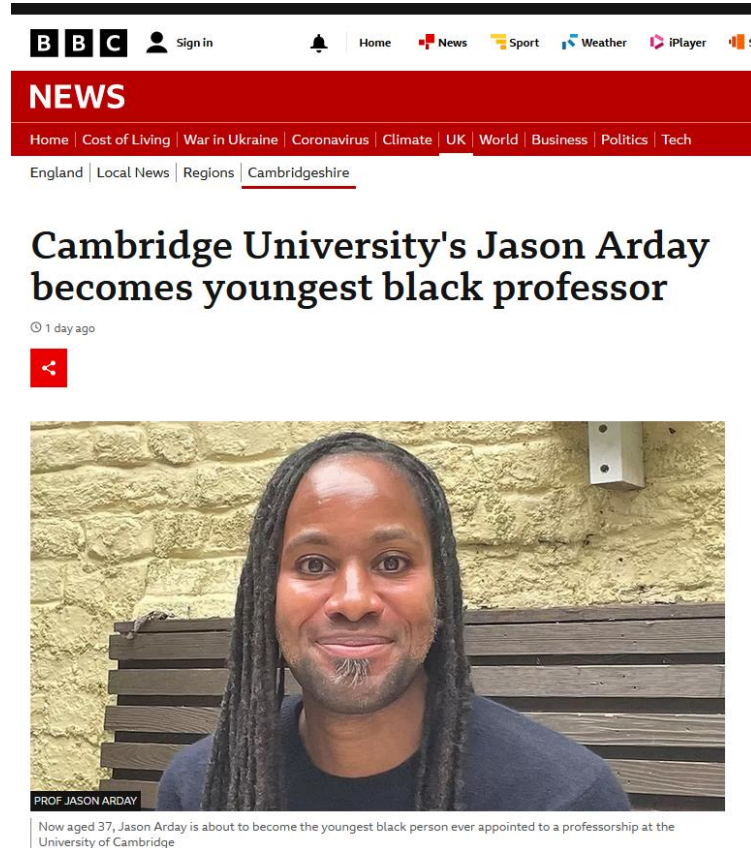 BBC Sign in Home News Sport Weather iPlayer
NEWS
Home Cost of Living War in Ukraine Coronavirus Climate UK World Business Politics Tech
England Local News Regions Cambridgeshire
Cambridge University's Jason Arday
becomes youngest black professor
1 day ago
PROF JASON ARDAY
Now aged 37, Jason Arday is about to become the youngest black person ever appointed to a professorship at the
University of Cambridge